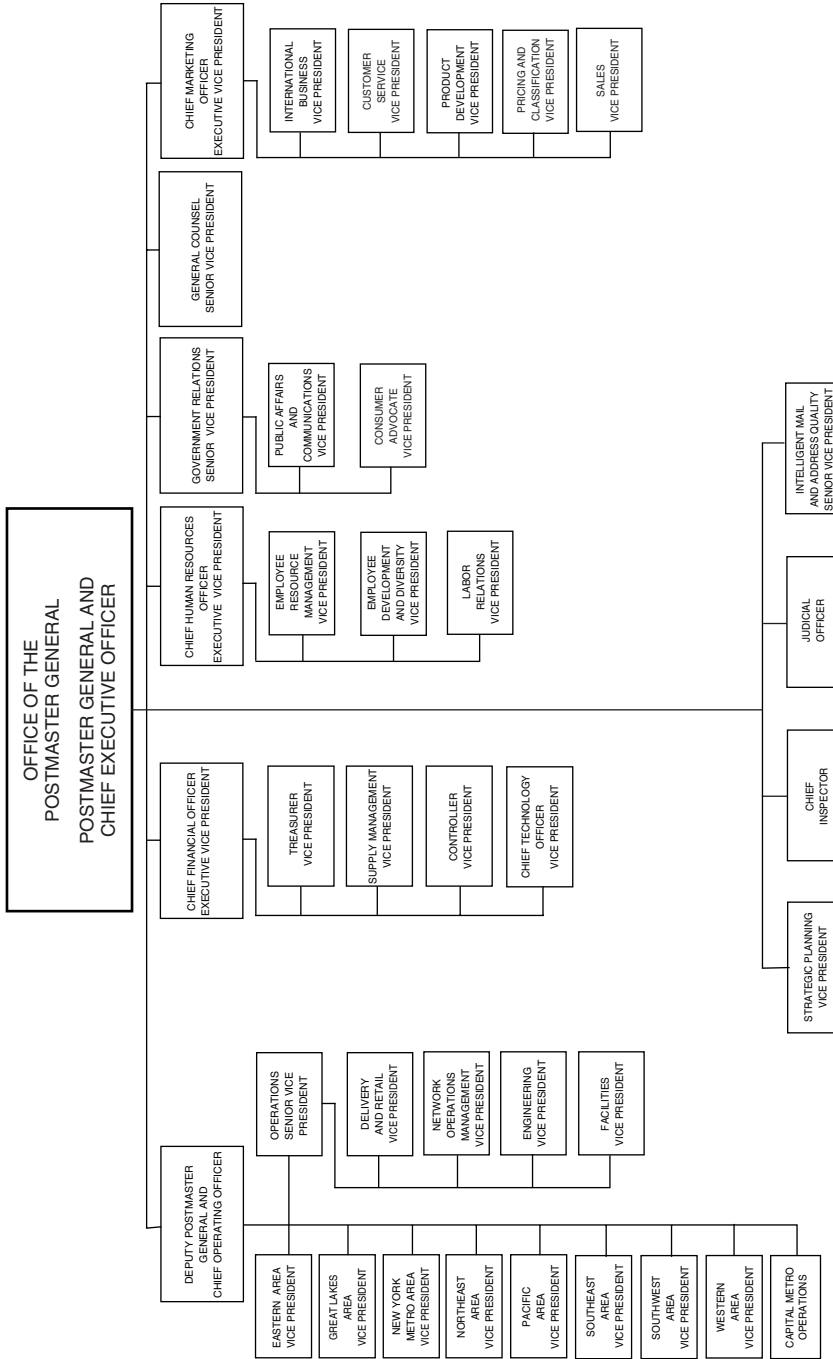 OFFICE OF THE
POSTMASTER GENERAL
POSTMASTER GENERAL AND
CHIEF EXECUTIVE OFFICER
DEPUTY POSTMASTER
GENERAL AND
CHIEF OPERATING OFFICER
EASTERN AREA
VICE PRESIDENT
GREAT LAKES
AREA
VICE PRESIDENT
NEW YORK
METRO AREA
VICE PRESIDENT
NORTHEAST
AREA
VICE PRESIDENT
PACIFIC
AREA
VICE PRESIDENT
SOUTHEAST
AREA
VICE PRESIDENT
SOUTHWEST
AREA
VICE PRESIDENT
WESTERN
AREA
VICE PRESIDENT
CAPITAL METRO
OPERATIONS
OPERATIONS
SENIOR VICE
PRESIDENT
DELIVERY
AND RETAIL
VICE PRESIDENT
NETWORK
OPERATIONS
MANAGEMENT
VICE PRESIDENT
ENGINEERING
VICE PRESIDENT
FACILITIES
VICE PRESIDENT
CHIEF FINANCIAL OFFICER
EXECUTIVE VICE PRESIDENT
TREASURER
VICE PRESIDENT
SUPPLY MANAGEMENT
VICE PRESIDENT
CONTROLLER
VICE PRESIDENT
CHIEF TECHNOLOGY
OFFICER
VICE PRESIDENT
CHIEF HUMAN RESOURCES
OFFICER
EXECUTIVE VICE PRESIDENT
EMPLOYEE
RESOURCE
MANAGEMENT
VICE PRESIDENT
EMPLOYEE
DEVELOPMENT
AND DIVERSITY
VICE PRESIDENT
LABOR
RELATIONS
VICE PRESIDENT
GOVERNMENT RELATIONS
SENIOR VICE PRESIDENT
PUBLIC AFFAIRS
AND
COMMUNICATIONS
VICE PRESIDENT
CONSUMER
ADVOCATE
VICE PRESIDENT
GENERAL COUNSEL
SENIOR VICE PRESIDENT
CHIEF MARKETING
OFFICER
EXECUTIVE VICE PRESIDENT
INTERNATIONAL
BUSINESS
VICE PRESIDENT
CUSTOMER
SERVICE
VICE PRESIDENT
PRODUCT
DEVELOPMENT
VICE PRESIDENT
PRICING AND
CLASSIFICATION
VICE PRESIDENT
SALES
VICE PRESIDENT
STRATEGIC PLANNING
VICE PRESIDENT
CHIEF
INSPECTOR
JUDICIAL
OFFICER
INTELLIGENT MAIL
AND ADDRESS QUALITY
SENIOR VICE PRESIDENT